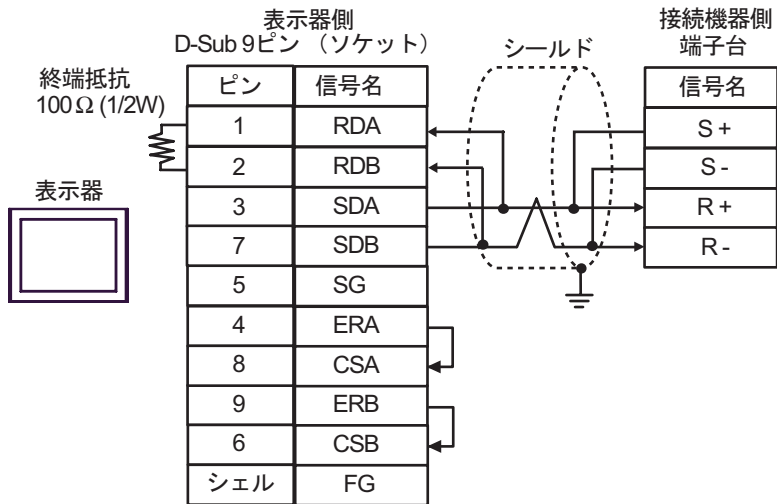 表示器側
D-Sub 9ピン （ソケット）
シールド
接続機器側
端子台
終端抵抗
100Ω (1/2W)
表示器
ピン 信号名
1 RDA
2 RDB
3 SDA
7 SDB
5 SG
4 ERA
8 CSA
9 ERB
6 CSB
シェル FG
信号名
S +
S -
R +
R -